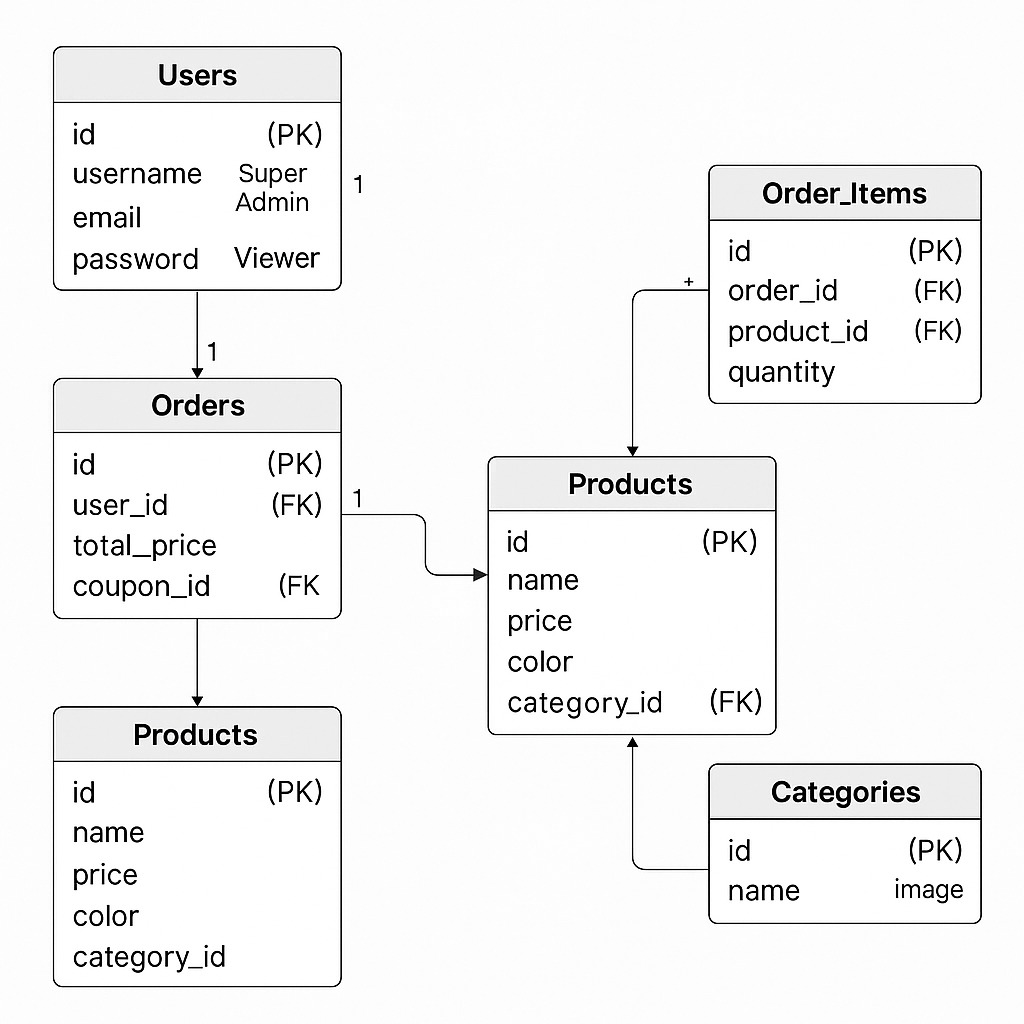 Users
id (PK)
username Super
Admin
email
password Viewer
1
1
Orders
id (PK)
user_id (FK)
total_price
coupon_id (FK
1
Products
id (PK)
name
price
color
category_id
Order_Items
id (PK)
order_id (FK)
product_id (FK)
quantity
+
Products
id (PK)
name
price
color
category_id (FK)
Categories
id (PK)
name image